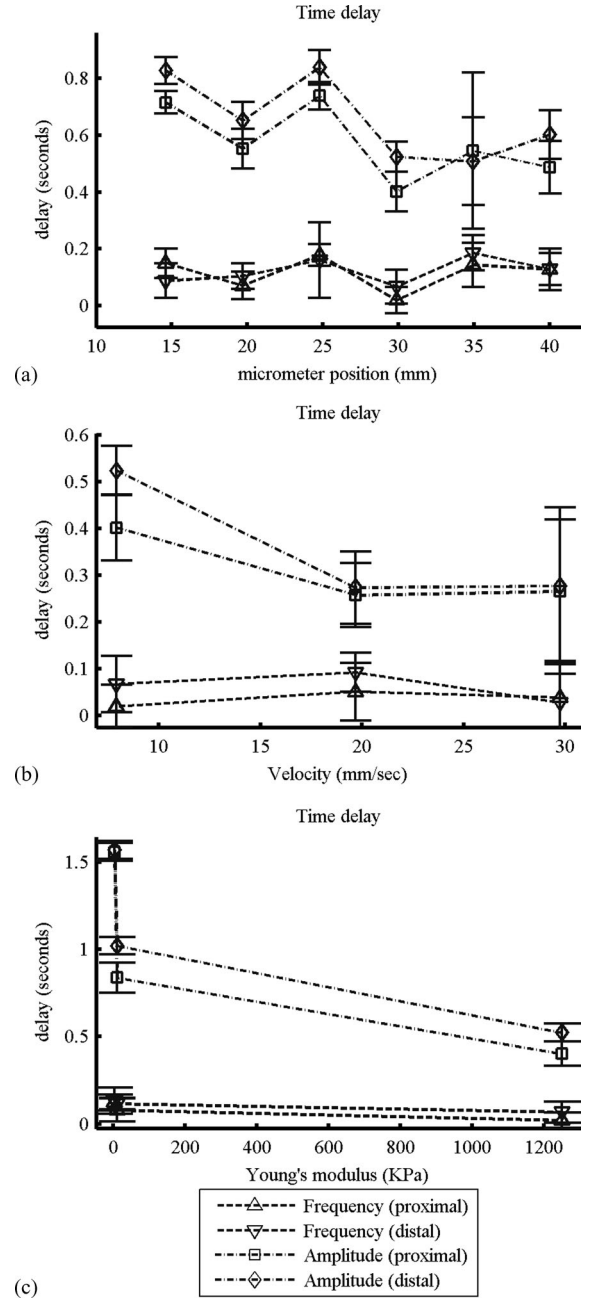 Time delay
0.8
0.6
0.4
0.2
0
delay (seconds)
10 15 20 25 30 35 40
micrometer position (mm)
(a)
Time delay
0.6
0.5
0.4
0.3
0.2
0.1
0
delay (seconds)
10 15 20 25 30
Velocity (mm/sec)
(b)
Time delay
1.5
1
0.5
0
delay (seconds)
0 200 400 600 800 1000 1200
Young's modulus (KPa)
Frequency (proximal)
Frequency (distal)
Amplitude (proximal)
Amplitude (distal)
(c)